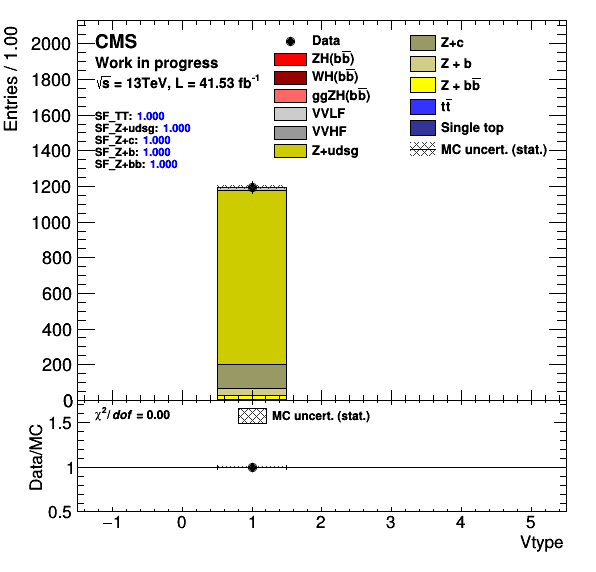 CMS
Work in progress
√s = 13TeV, L = 41.53 fb⁻¹
SF_TT: 1.000
SF_Z+udsg: 1.000
SF_Z+c: 1.000
SF_Z+b: 1.000
SF_Z+bb: 1.000
Data
ZH(bb̅)
WH(bb̅)
ggZH(bb̅)
VVLF
VVHF
Z+udsg
Z+c
Z + b
Z + bb̅
tt̅
Single top
MC uncert. (stat.)
Entries / 1.00
2000
1800
1600
1400
1200
1000
800
600
400
200
0
χ²/dof = 0.00
MC uncert. (stat.)
Data/MC
1.5
1
0.5
−1 0 1 2 3 4 5
Vtype